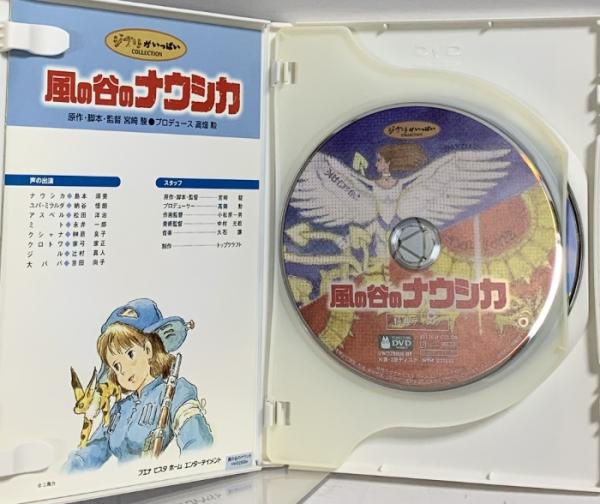 ジブリがいっぱい
COLLECTION
風の谷のナウシカ
原作・脚本・監督 宮崎 駿●プロデュース 高畑 勲
声の出演
ナウシカ◆島本 須美
ユパ・ミラルダ◆納谷 悟朗
アスベル◆松田 洋治
ミト◆永井 一郎
クシャナ◆榊原 良子
クロトワ◆家弓 家正
ジル◆辻村 真人
大ババ◆京田 尚子
スタッフ
原作・脚本・監督 宮崎 駿
プロデューサー 高畑 勲
作画監督 小松原一男
美術監督 中村 光毅
音楽 久石 譲
制作 トップクラフト
ブエナ ビスタ ホーム エンターテイメント
DVD
ジブリがいっぱい
COLLECTION
風の谷のナウシカ
DVD
VIDEO